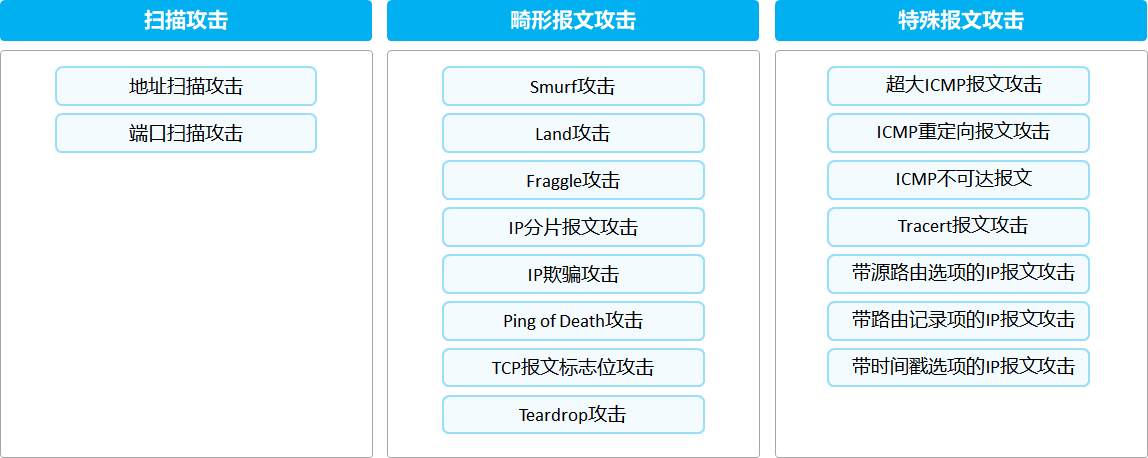 扫描攻击
地址扫描攻击
端口扫描攻击
畸形报文攻击
Smurf攻击
Land攻击
Fraggle攻击
IP分片报文攻击
IP欺骗攻击
Ping of Death攻击
TCP报文标志位攻击
Teardrop攻击
特殊报文攻击
超大ICMP报文攻击
ICMP重定向报文攻击
ICMP不可达报文
Tracert报文攻击
带源路由选项的IP报文攻击
带路由记录项的IP报文攻击
带时间戳选项的IP报文攻击